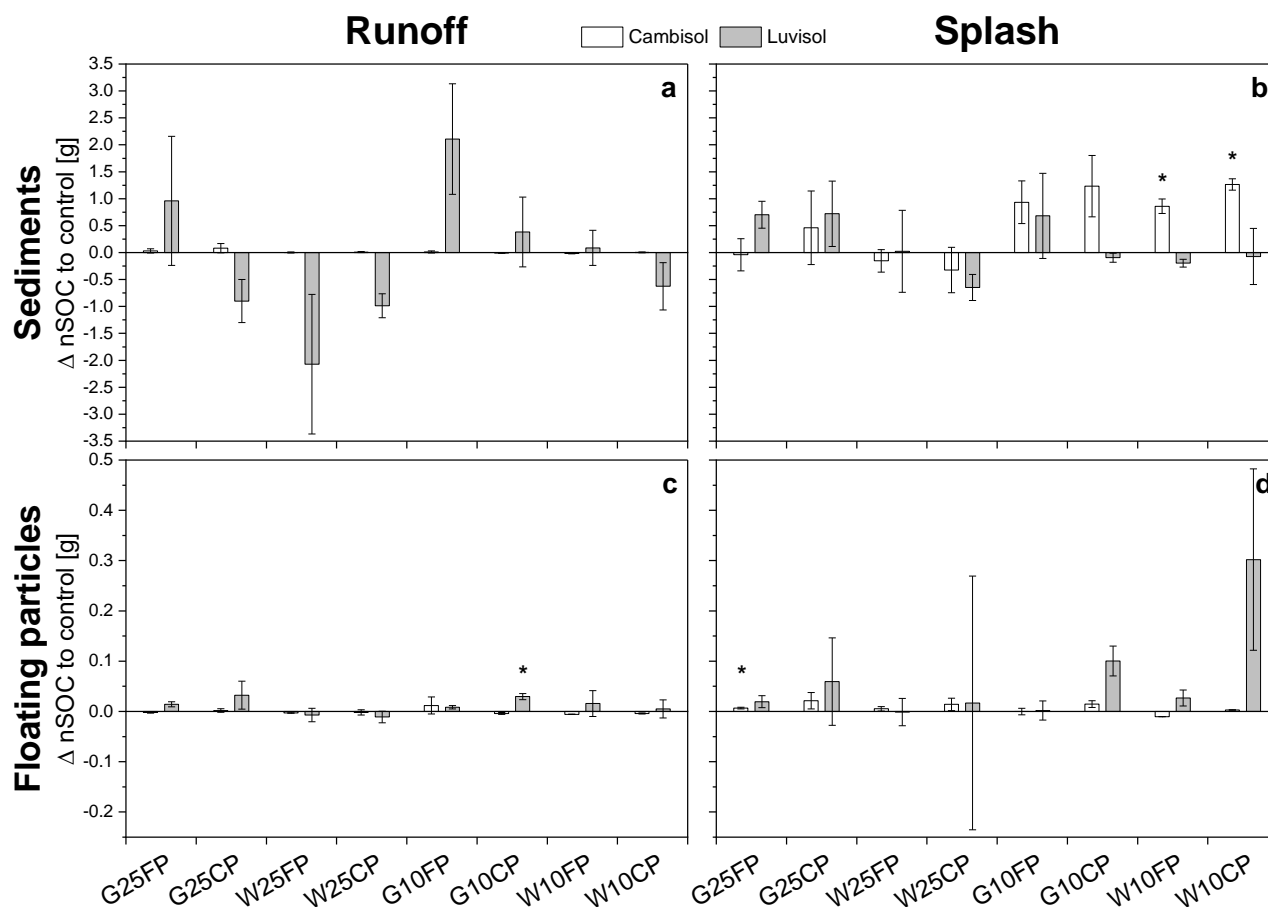 Runoff
Cambisol
Luvisol
Splash
Sediments
Δ nSOC to control [g]
3.5
3.0
2.5
2.0
1.5
1.0
0.5
0.0
-0.5
-1.0
-1.5
-2.0
-2.5
-3.0
-3.5
a
b
*
*
Floating particles
Δ nSOC to control [g]
0.5
0.4
0.3
0.2
0.1
0.0
-0.1
-0.2
c
*
d
*
G25FP
G25CP
W25FP
W25CP
G10FP
G10CP
W10FP
W10CP
G25FP
G25CP
W25FP
W25CP
G10FP
G10CP
W10FP
W10CP